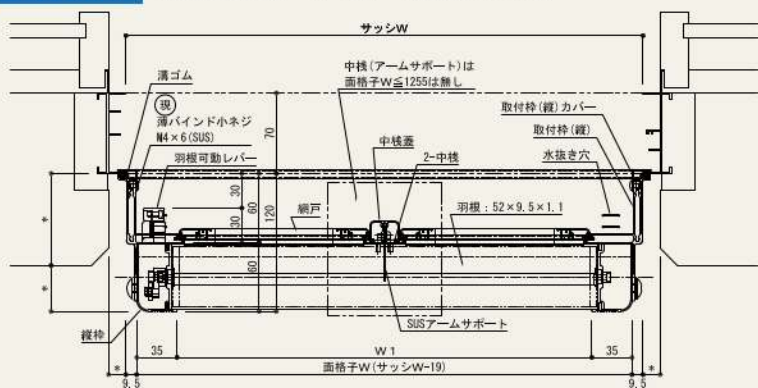 サッシW
溝ゴム
現
薄バインド小ネジ
M4×6(SUS)
羽根可動レバー
中桟(アームサポート)は
面格子W≦1255は無し
中桟蓋
2-中桟
取付枠(縦)カバー
取付枠(縦)
水抜き穴
網戸
羽根：52×9.5×1.1
70
30
30
60
120
60
*
*
縦枠
SUSアームサポート
35
W1
35
*
9.5
面格子W(サッシW-19)
9.5
*